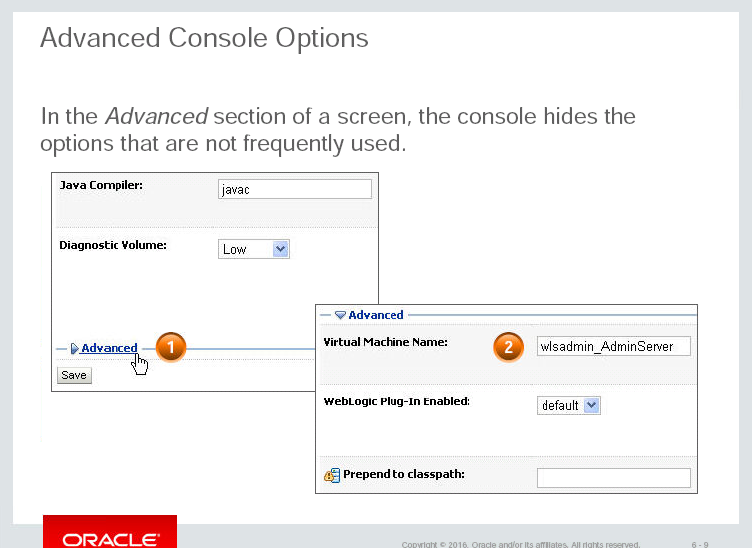 Advanced Console Options
In the Advanced section of a screen, the console hides the
options that are not frequently used.
Java Compiler:
javac
Diagnostic Volume:
Low
Advanced
1
Save
Advanced
Virtual Machine Name:
2
wlsadmin_AdminServer
WebLogic Plug-In Enabled:
default
Prepend to classpath:
ORACLE
Copyright © 2016, Oracle and/or its affiliates. All rights reserved.
6 - 9